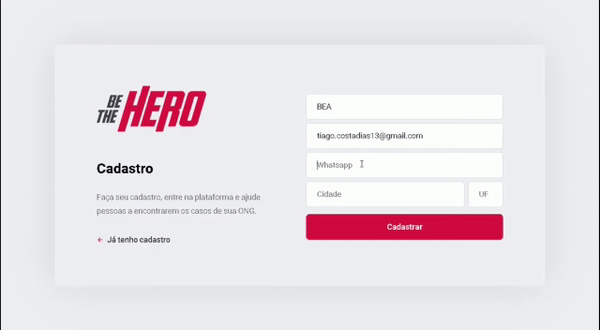 BE
THE
HERO
Cadastro
Faça seu cadastro, entre na plataforma e ajude
pessoas a encontrarem os casos de sua ONG.
← Já tenho cadastro
BEA
tiago.costadias13@gmail.com
Whatsapp
Cidade
UF
Cadastrar